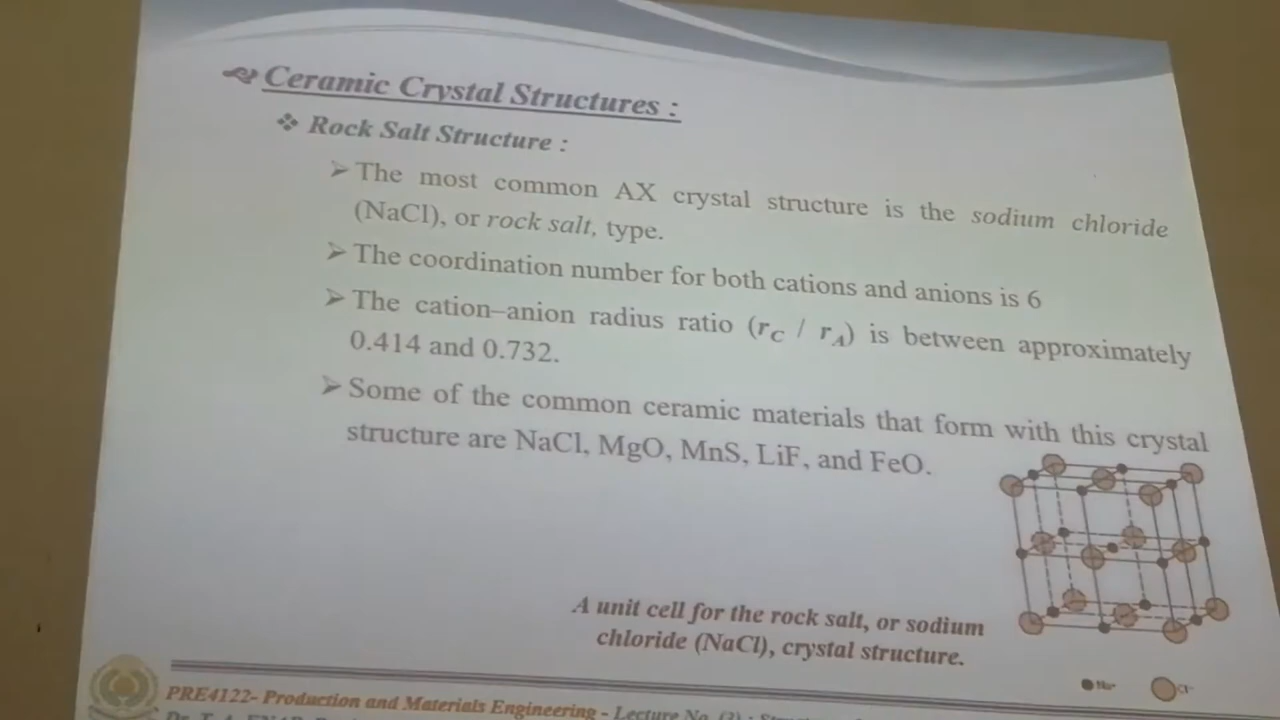 Ceramic Crystal Structures :
Rock Salt Structure :
The most common AX crystal structure is the sodium chloride
(NaCl), or rock salt, type.
The coordination number for both cations and anions is 6
The cation–anion radius ratio (rC / rA) is between approximately
0.414 and 0.732.
Some of the common ceramic materials that form with this crystal
structure are NaCl, MgO, MnS, LiF, and FeO.
A unit cell for the rock salt, or sodium
chloride (NaCl), crystal structure.
Na+ Cl−
PRE4122- Production and Materials Engineering - Lecture No. (2) :